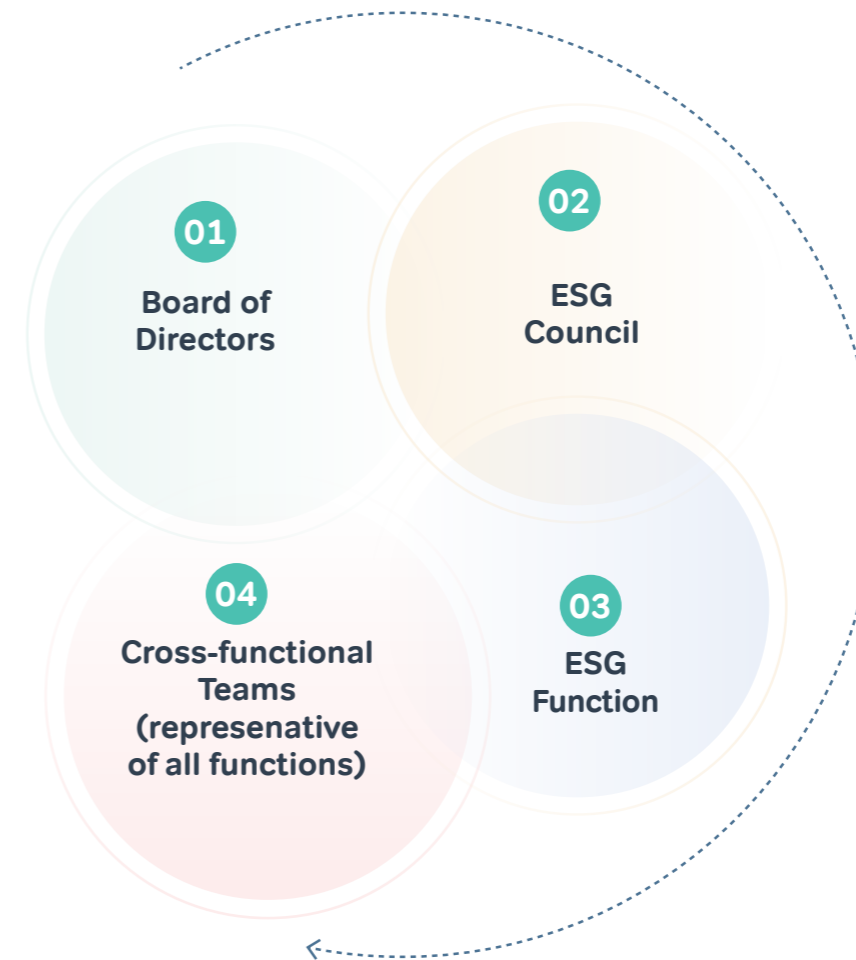 01
Board of
Directors
02
ESG
Council
03
ESG
Function
04
Cross-functional
Teams
(represenative
of all functions)